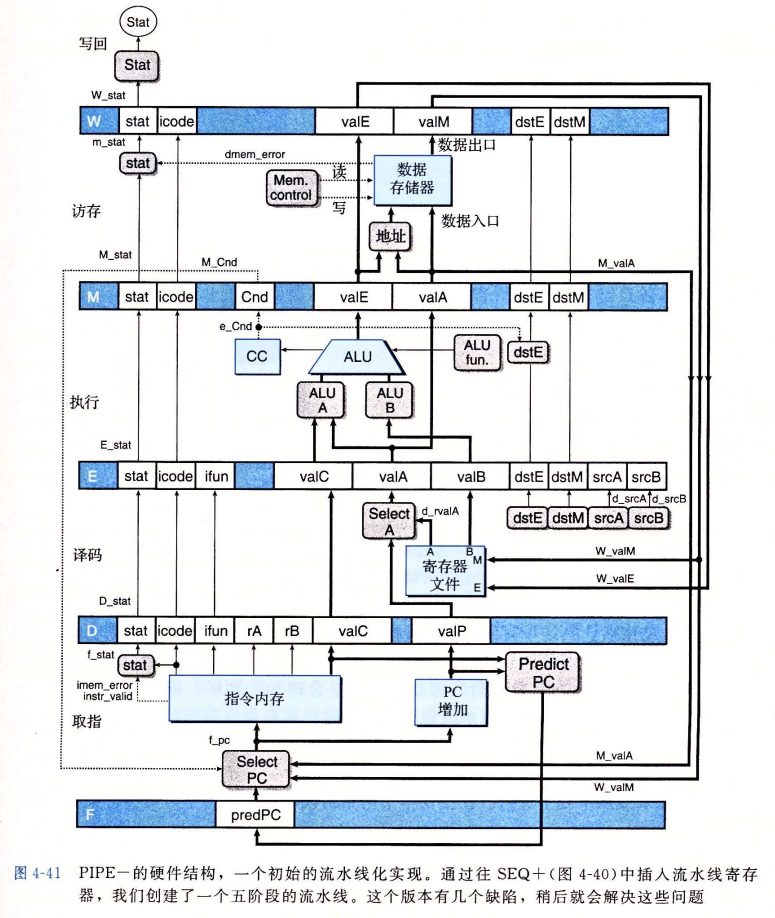 Stat
写回
Stat
W_stat
W stat icode valE valM dstE dstM
m_stat
数据出口
stat
dmem_error
读
数据
存储器
Mem.
control
写
访存
地址
数据入口
M_stat
M_Cnd
M_valA
M stat icode Cnd valE valA dstE dstM
e_Cnd
CC
ALU
ALU
fun.
dstE
执行
ALU
A
ALU
B
E_stat
E stat icode ifun valC valA valB dstE dstM srcA srcB
d_srcA d_srcB
Select
A
d_rvalA
dstE dstM srcA srcB
A B
M
寄存器
文件
E
W_valM
W_valE
译码
D_stat
D stat icode ifun rA rB valC valP
f_stat
stat
Predict
PC
imem_error
instr_valid
指令内存
PC
增加
取指
f_pc
Select
PC
M_valA
W_valM
F predPC
图 4-41 PIPE-的硬件结构，一个初始的流水线化实现。通过往 SEQ+(图 4-40)中插入流水线寄存
器，我们创建了一个五阶段的流水线。这个版本有几个缺陷，稍后就会解决这些问题